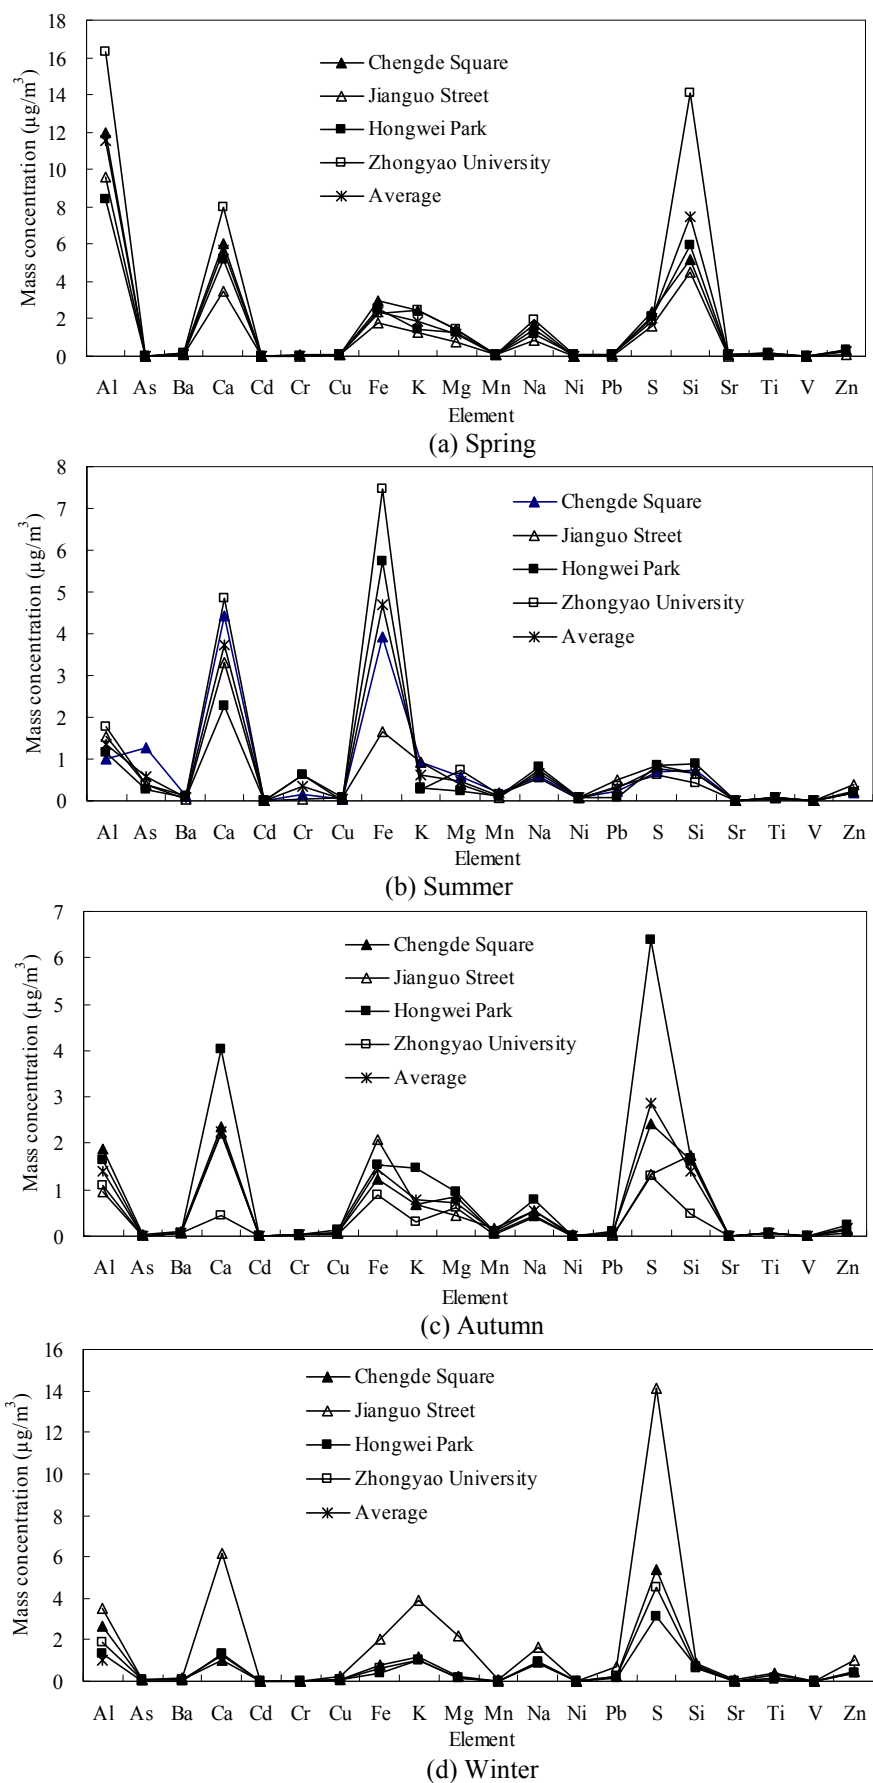 18
16
14
12
10
8
6
4
2
0
Mass concentration (µg/m³)
Chengde Square
Jianguo Street
Hongwei Park
Zhongyao University
Average
Al As Ba Ca Cd Cr Cu Fe K Mg Mn Na Ni Pb S Si Sr Ti V Zn
Element
(a) Spring
8
7
6
5
4
3
2
1
0
Mass concentration (µg/m³)
Chengde Square
Jianguo Street
Hongwei Park
Zhongyao University
Average
Al As Ba Ca Cd Cr Cu Fe K Mg Mn Na Ni Pb S Si Sr Ti V Zn
Element
(b) Summer
7
6
5
4
3
2
1
0
Mass concentration (µg/m³)
Chengde Square
Jianguo Street
Hongwei Park
Zhongyao University
Average
Al As Ba Ca Cd Cr Cu Fe K Mg Mn Na Ni Pb S Si Sr Ti V Zn
Element
(c) Autumn
16
14
12
10
8
6
4
2
0
Mass concentration (µg/m³)
Chengde Square
Jianguo Street
Hongwei Park
Zhongyao University
Average
Al As Ba Ca Cd Cr Cu Fe K Mg Mn Na Ni Pb S Si Sr Ti V Zn
Element
(d) Winter